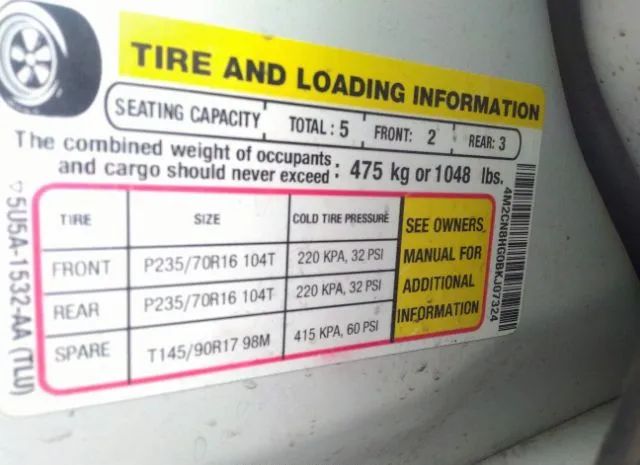 TIRE AND LOADING INFORMATION
SEATING CAPACITY TOTAL : 5 FRONT: 2 REAR: 3
The combined weight of occupants
and cargo should never exceed : 475 kg or 1048 lbs.
TIRE SIZE COLD TIRE PRESSURE
FRONT P235/70R16 104T 220 KPA, 32 PSI
REAR P235/70R16 104T 220 KPA, 32 PSI
SPARE T145/90R17 98M 415 KPA, 60 PSI
SEE OWNERS
MANUAL FOR
ADDITIONAL
INFORMATION
5U5A-1532-AA (TLU)
4M2CN8HG0BKJ07324